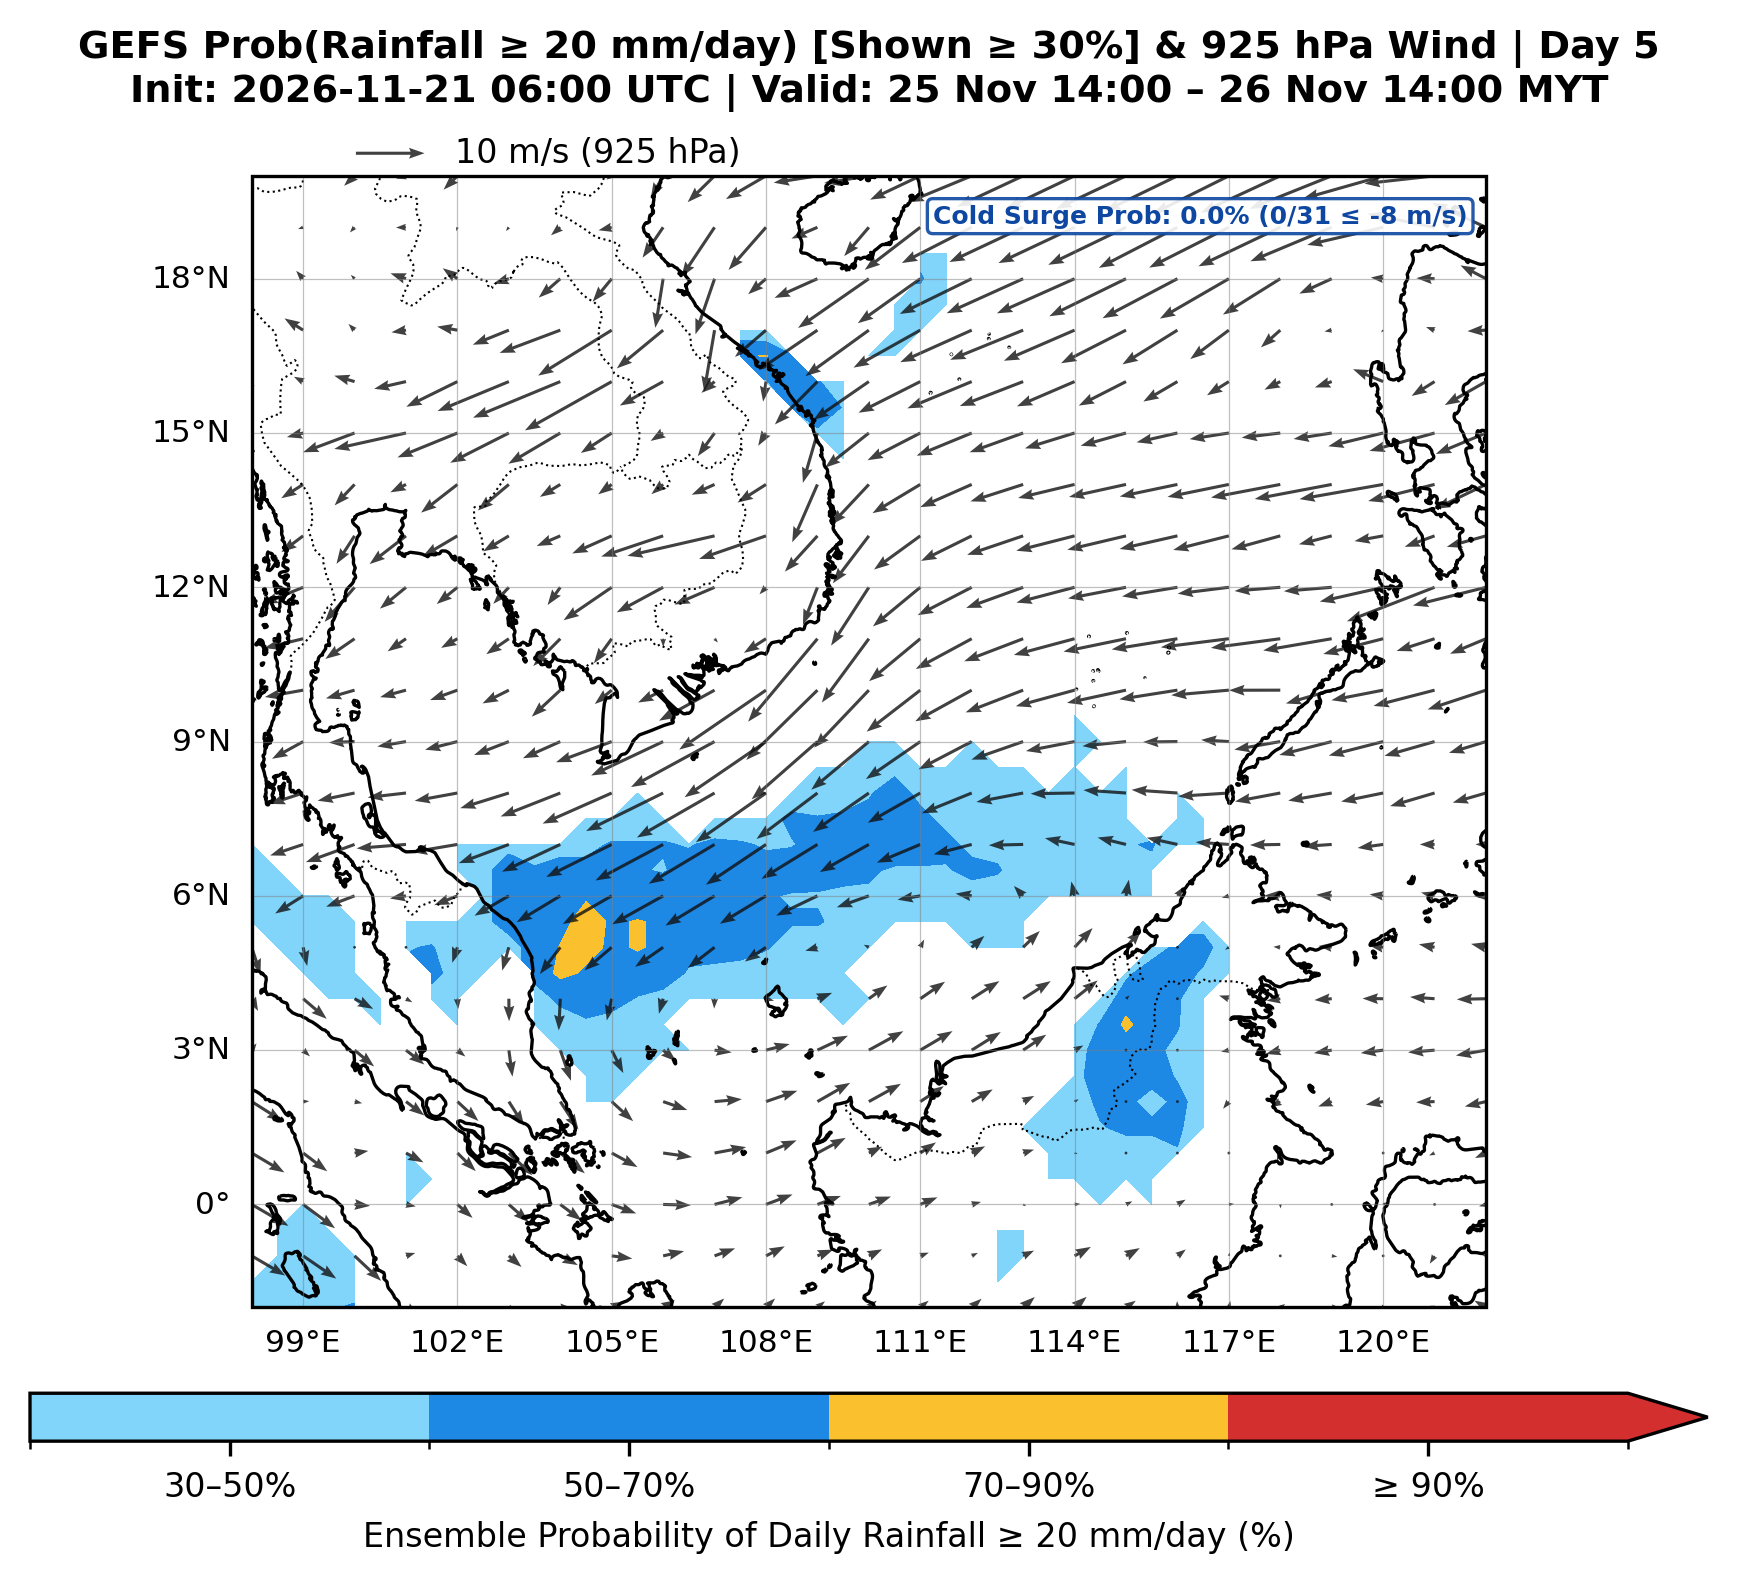 GEFS Prob(Rainfall ≥ 20 mm/day) [Shown ≥ 30%] & 925 hPa Wind | Day 5
Init: 2026-11-21 06:00 UTC | Valid: 25 Nov 14:00 – 26 Nov 14:00 MYT
10 m/s (925 hPa)
Cold Surge Prob: 0.0% (0/31 ≤ -8 m/s)
18°N
15°N
12°N
9°N
6°N
3°N
0°
99°E 102°E 105°E 108°E 111°E 114°E 117°E 120°E
30–50% 50–70% 70–90% ≥ 90%
Ensemble Probability of Daily Rainfall ≥ 20 mm/day (%)